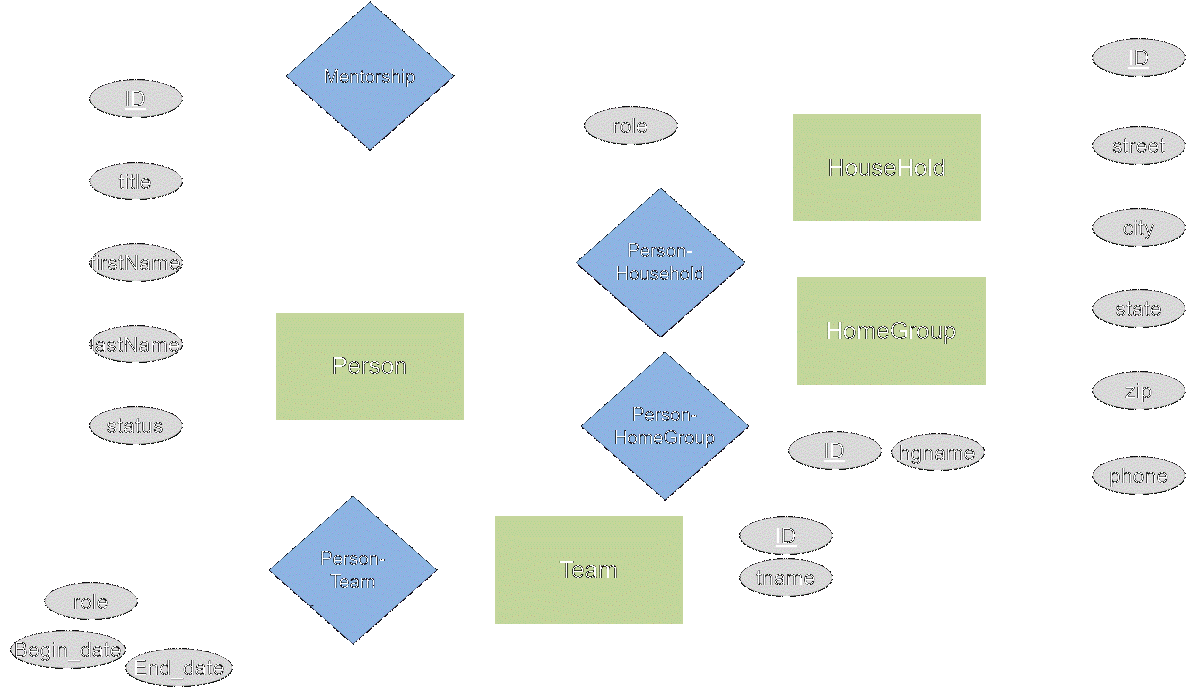 Mentorship
ID
title
firstName
lastName
status
role
HouseHold
ID
street
city
state
zip
phone
Person-
Household
HomeGroup
Person
Person-
HomeGroup
ID
hgname
Person-
Team
Team
ID
tname
role
Begin_date
End_date